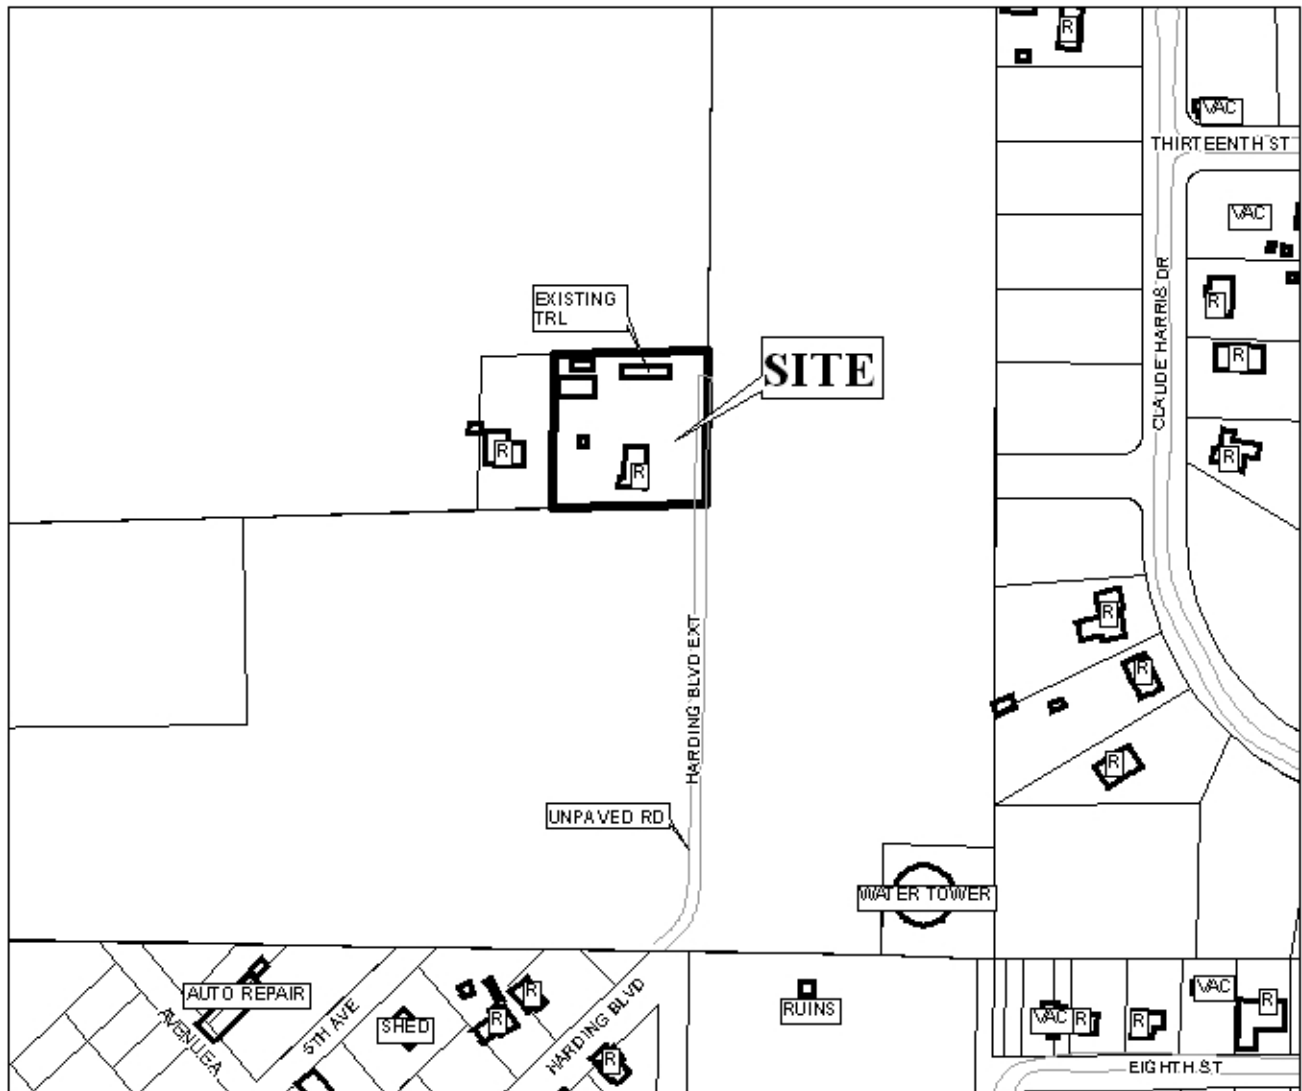 R
VAC
THIRTEENTH ST
VAC
CLAUDE HARRIS DR
R
EXISTING
TRL
SITE
R
R
R
R
R
HARDING BLVD EXT
R
R
UNPAVED RD
WATER TOWER
AUTO REPAIR
AVENUE A
5TH AVE
SHED
R
R
HARDING BLVD
R
RUINS
VAC
R
R
VAC
R
EIGHTH ST